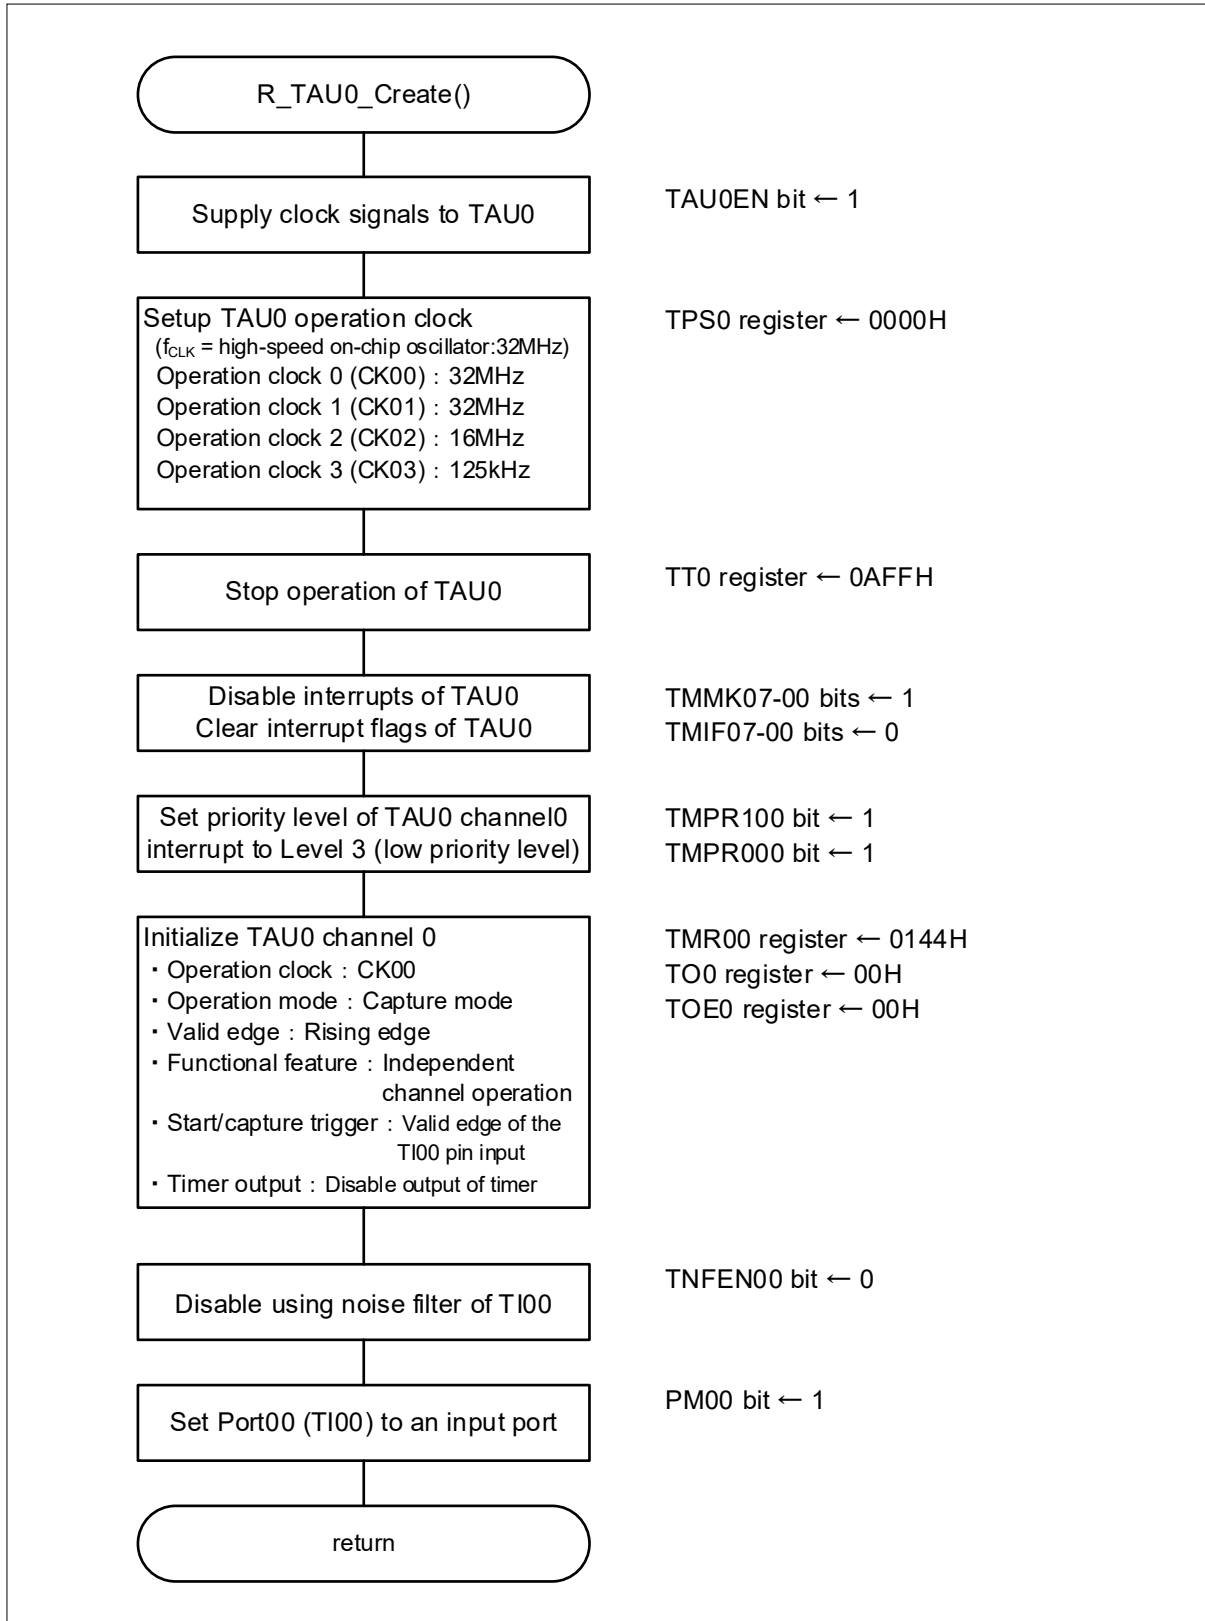 R_TAU0_Create()
Supply clock signals to TAU0
TAU0EN bit ← 1
Setup TAU0 operation clock
(fCLK = high-speed on-chip oscillator:32MHz)
Operation clock 0 (CK00) : 32MHz
Operation clock 1 (CK01) : 32MHz
Operation clock 2 (CK02) : 16MHz
Operation clock 3 (CK03) : 125kHz
TPS0 register ← 0000H
Stop operation of TAU0
TT0 register ← 0AFFH
Disable interrupts of TAU0
Clear interrupt flags of TAU0
TMMK07-00 bits ← 1
TMIF07-00 bits ← 0
Set priority level of TAU0 channel0
interrupt to Level 3 (low priority level)
TMPR100 bit ← 1
TMPR000 bit ← 1
Initialize TAU0 channel 0
・Operation clock : CK00
・Operation mode : Capture mode
・Valid edge : Rising edge
・Functional feature : Independent
channel operation
・Start/capture trigger : Valid edge of the
TI00 pin input
・Timer output : Disable output of timer
TMR00 register ← 0144H
TO0 register ← 00H
TOE0 register ← 00H
Disable using noise filter of TI00
TNFEN00 bit ← 0
Set Port00 (TI00) to an input port
PM00 bit ← 1
return